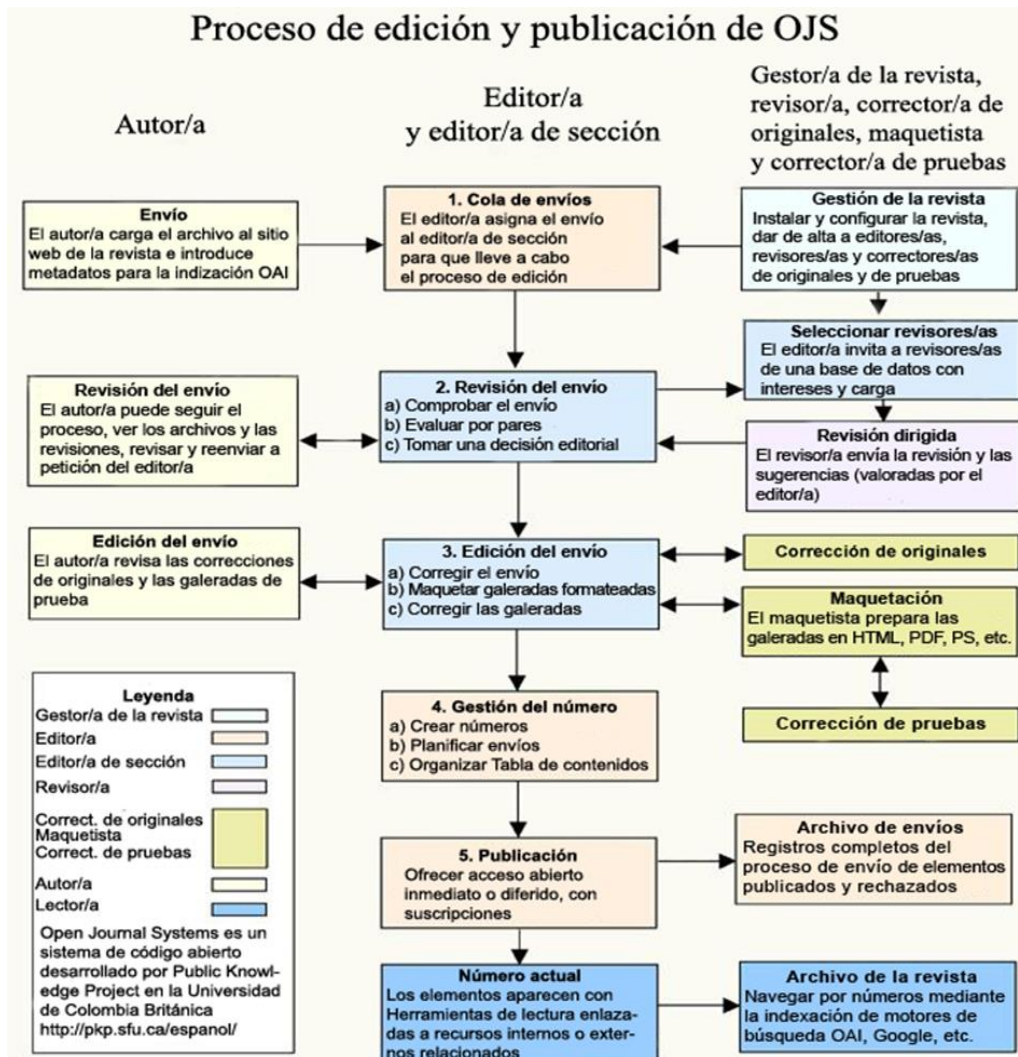 Proceso de edición y publicación de OJS
Autor/a
Editor/a
y editor/a de sección
Gestor/a de la revista,
revisor/a, corrector/a de
originales, maquetista
y corrector/a de pruebas
Envío
El autor/a carga el archivo al sitio
web de la revista e introduce
metadatos para la indización OAI
1. Cola de envíos
El editor/a asigna el envío
al editor/a de sección
para que lleve a cabo
el proceso de edición
Gestión de la revista
Instalar y configurar la revista,
dar de alta a editores/as,
revisores/as y correctores/as
de originales y de pruebas
Seleccionar revisores/as
El editor/a invita a revisores/as
de una base de datos con
intereses y carga
Revisión del envío
El autor/a puede seguir el
proceso, ver los archivos y las
revisiones, revisar y reenviar a
petición del editor/a
2. Revisión del envío
a) Comprobar el envío
b) Evaluar por pares
c) Tomar una decisión editorial
Revisión dirigida
El revisor/a envía la revisión y las
sugerencias (valoradas por el
editor/a)
Edición del envío
El autor/a revisa las correcciones
de originales y las galeradas de
prueba
3. Edición del envío
a) Corregir el envío
b) Maquetar galeradas formateadas
c) Corregir las galeradas
Corrección de originales
Maquetación
El maquetista prepara las
galeradas en HTML, PDF, PS, etc.
Corrección de pruebas
4. Gestión del número
a) Crear números
b) Planificar envíos
c) Organizar Tabla de contenidos
5. Publicación
Ofrecer acceso abierto
inmediato o diferido, con
suscripciones
Archivo de envíos
Registros completos del
proceso de envío de elementos
publicados y rechazados
Número actual
Los elementos aparecen con
Herramientas de lectura enlaza-
das a recursos internos o exter-
nos relacionados
Archivo de la revista
Navegar por números mediante
la indexación de motores de
búsqueda OAI, Google, etc.
Leyenda
Gestor/a de la revista
Editor/a
Editor/a de sección
Revisor/a
Correct. de originales
Maquetista
Correct. de pruebas
Autor/a
Lector/a
Open Journal Systems es un
sistema de código abierto
desarrollado por Public Knowl-
edge Project en la Universidad
de Colombia Británica
http://pkp.sfu.ca/espanol/